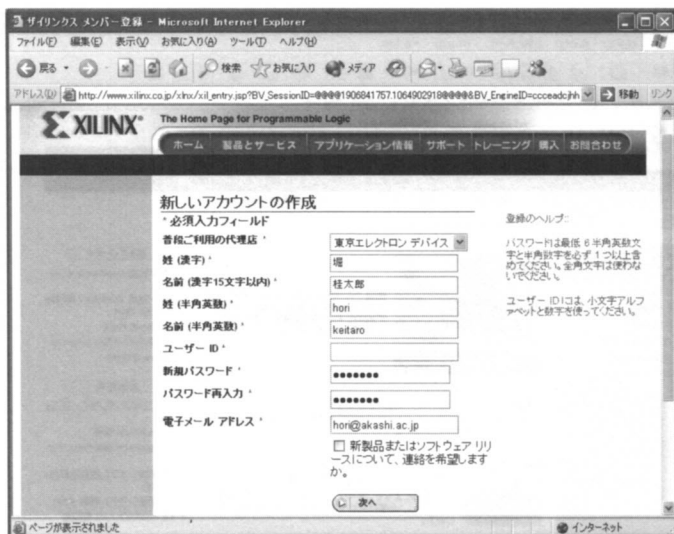 ザイリンクス メンバー登録 - Microsoft Internet Explorer
ファイル(F) 編集(E) 表示(V) お気に入り(A) ツール(T) ヘルプ(H)
戻る 検索 お気に入り メディア
アドレス(D) http://www.xilinx.co.jp/xlnx/xil_entry.jsp?BV_SessionID=@@@@1906841757.1064902918@@@@&BV_EngineID=ccceadcjhh 移動 リンク
XILINX® The Home Page for Programmable Logic
ホーム 製品とサービス アプリケーション情報 サポート トレーニング 購入 お問合わせ
新しいアカウントの作成
*必須入力フィールド
普段ご利用の代理店 * 東京エレクトロン デバイス
姓 (漢字) * 堀
名前 (漢字15文字以内) * 桂太郎
姓 (半角英数) * hori
名前 (半角英数) * keitaro
ユーザー ID *
新規パスワード * ●●●●●●●
パスワード再入力 * ●●●●●●●
電子メール アドレス * hori@akashi.ac.jp
新製品またはソフトウェア リリ
ースについて、連絡を希望します
か。
次へ
登録のヘルプ:
パスワードは最低 6 半角英数文
字と半角数字を必ず 1つ以上含
めてください。全角文字は使わな
いでください。
ユーザー IDには、小文字アルフ
ァベットと数字を使ってください。
ページが表示されました インターネット